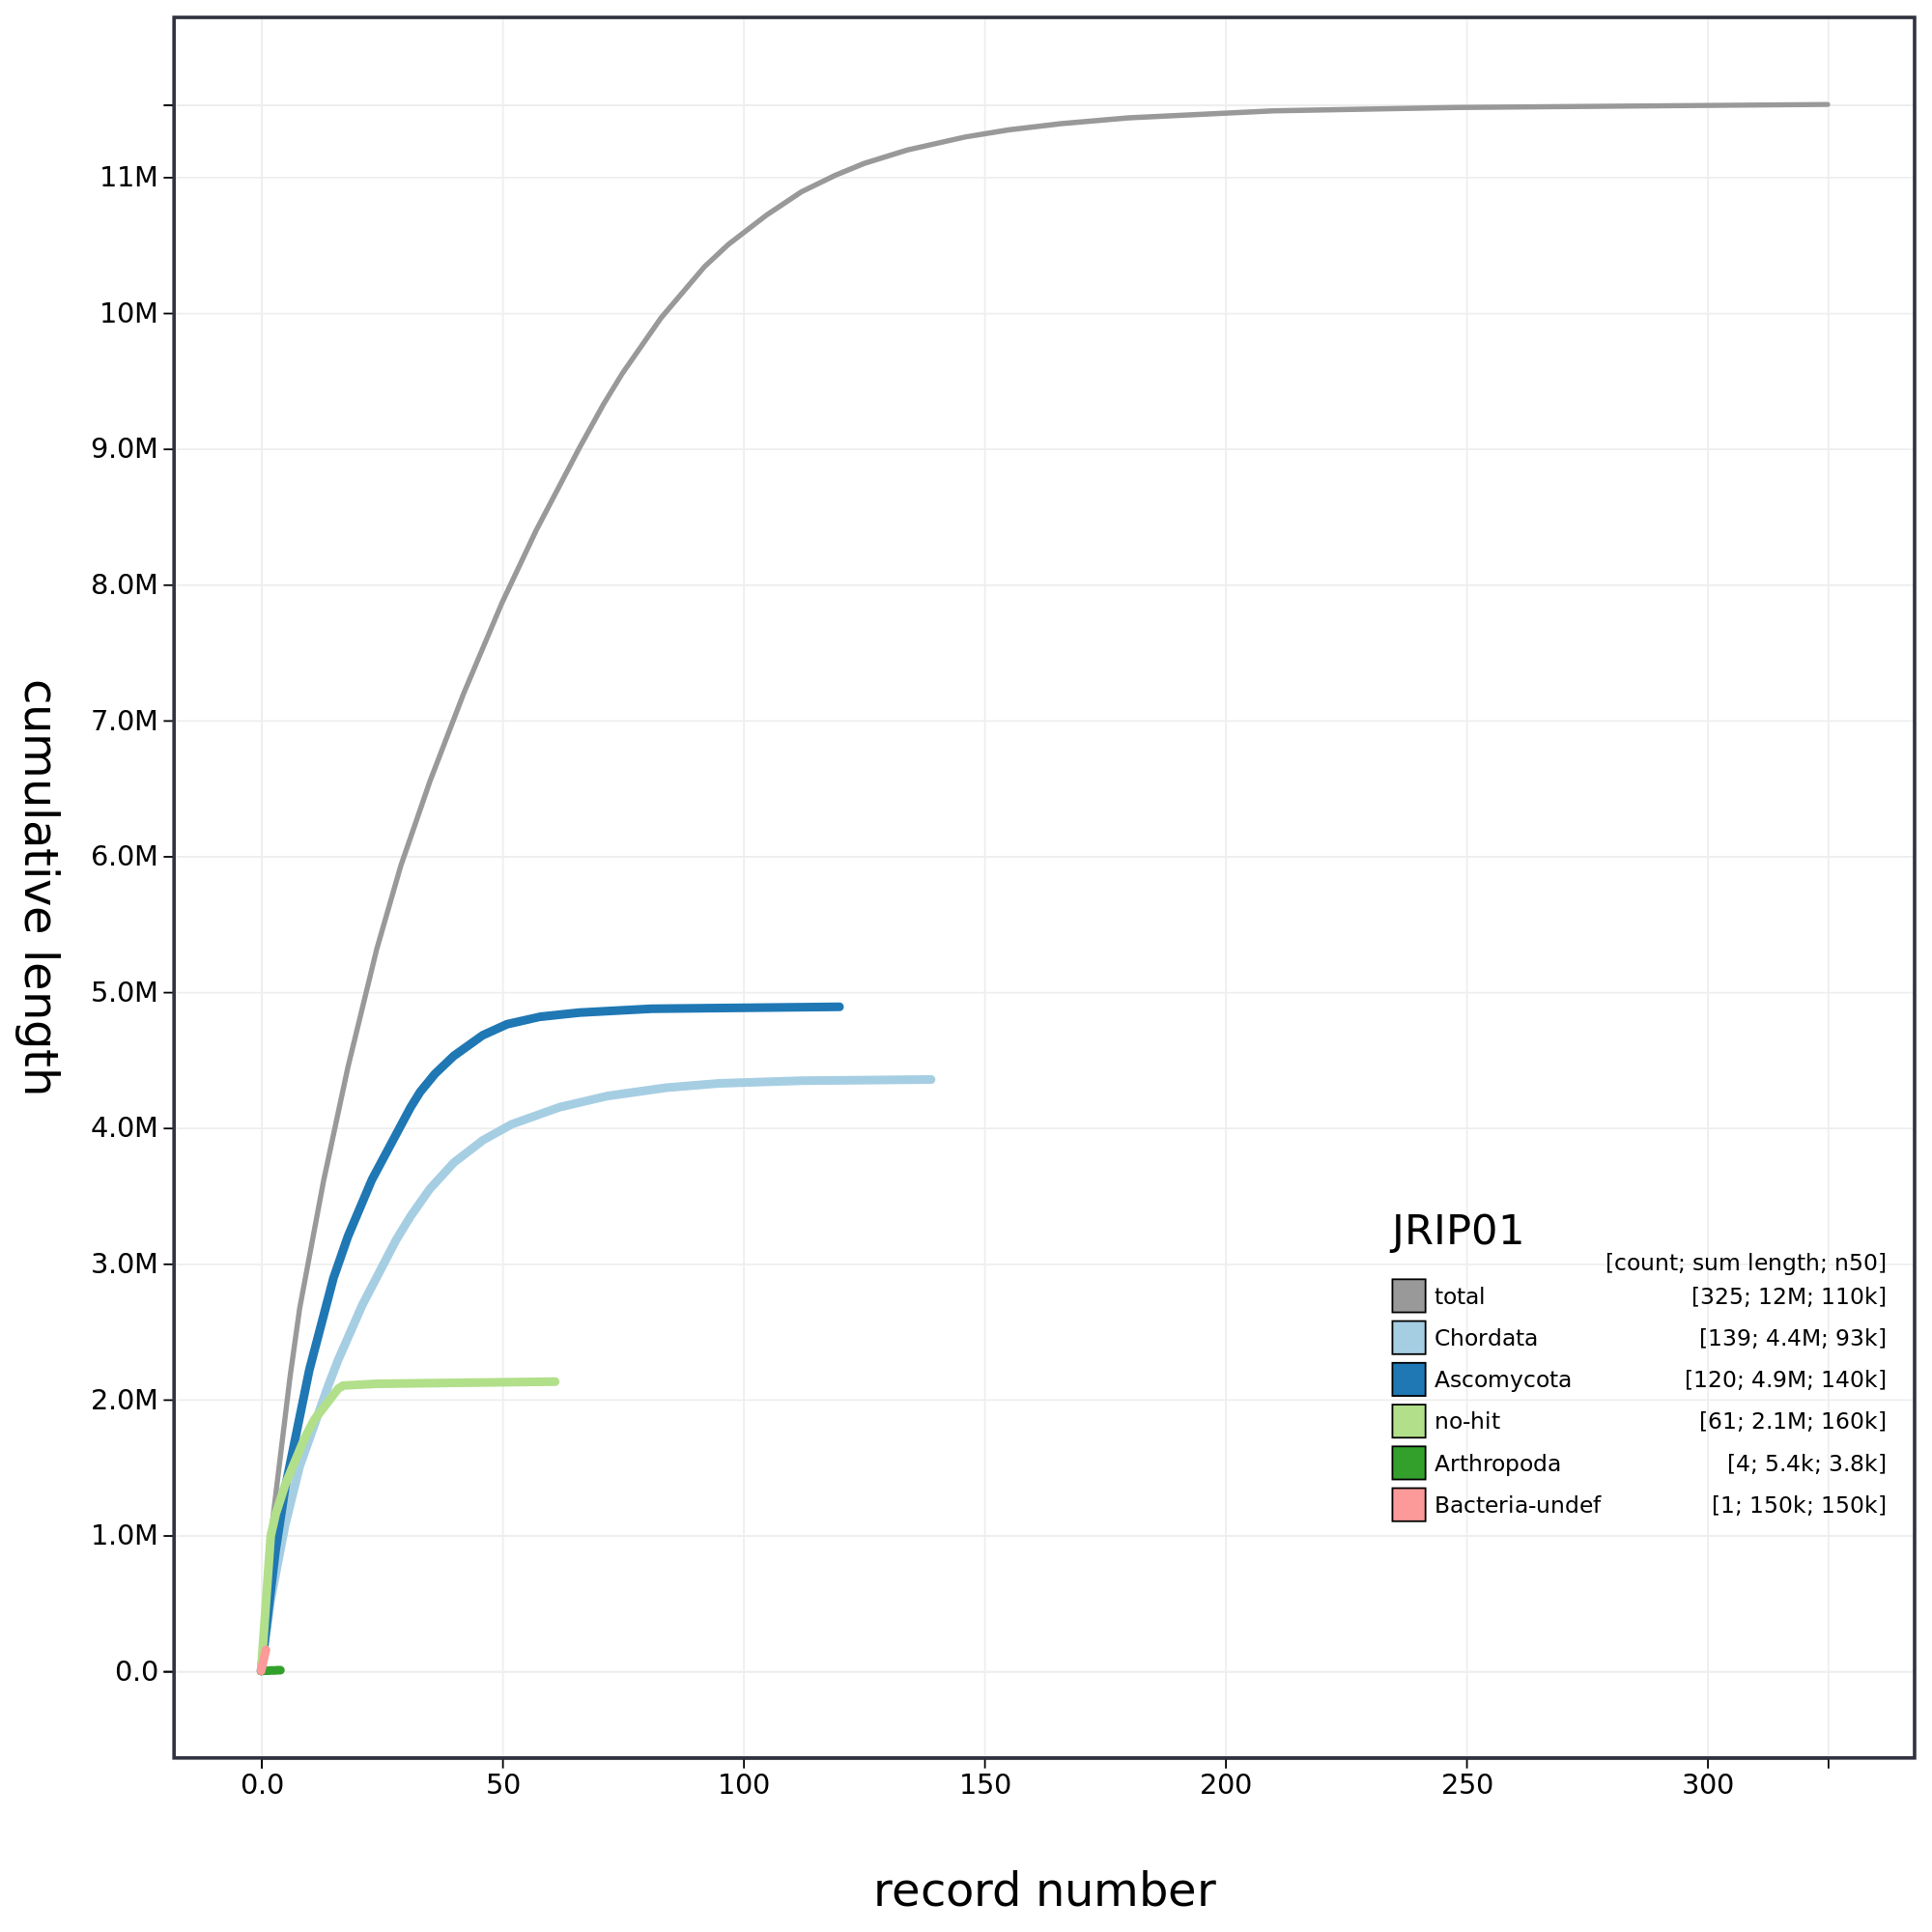 cumulative length
11M
10M
9.0M
8.0M
7.0M
6.0M
5.0M
4.0M
3.0M
2.0M
1.0M
0.0
JRIP01
[count; sum length; n50]
total [325; 12M; 110k]
Chordata [139; 4.4M; 93k]
Ascomycota [120; 4.9M; 140k]
no-hit [61; 2.1M; 160k]
Arthropoda [4; 5.4k; 3.8k]
Bacteria-undef [1; 150k; 150k]
0.0 50 100 150 200 250 300
record number